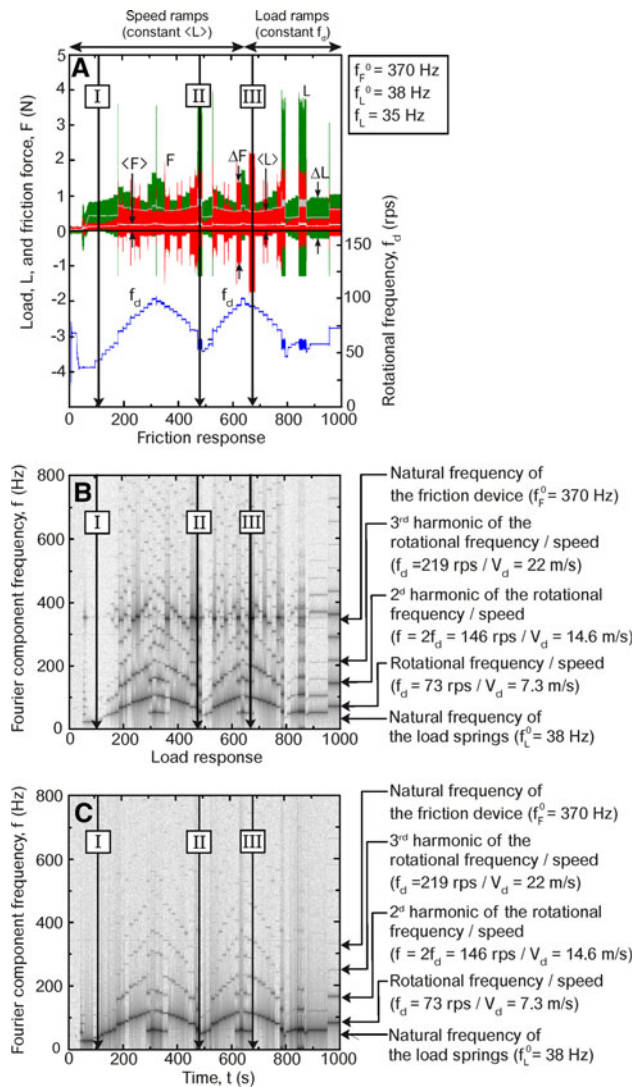 Speed ramps
(constant <L>)
Load ramps
(constant f_d)
A
I
II
III
L
<F>
F
ΔF
<L>
ΔL
f_d
f_d
f_F^0 = 370 Hz
f_L^0 = 38 Hz
f_L = 35 Hz
Load, L, and friction force, F (N)
5
4
3
2
1
0
-1
-2
-3
-4
Rotational frequency, f_d (rps)
150
100
50
0
0
200
400
600
800
1000
Friction response
B
I
II
III
Fourier component frequency, f (Hz)
800
600
400
200
0
0
200
400
600
800
1000
Load response
Natural frequency of
the friction device (f_F^0 = 370 Hz)
3rd harmonic of the
rotational frequency / speed
(f_d =219 rps / V_d = 22 m/s)
2d harmonic of the rotational
frequency / speed
(f = 2f_d = 146 rps / V_d = 14.6 m/s)
Rotational frequency / speed
(f_d = 73 rps / V_d = 7.3 m/s)
Natural frequency of
the load springs (f_L^0 = 38 Hz)
C
I
II
III
Fourier component frequency, f (Hz)
800
600
400
200
0
0
200
400
600
800
1000
Time, t (s)
Natural frequency of
the friction device (f_F^0 = 370 Hz)
3rd harmonic of the
rotational frequency / speed
(f_d =219 rps / V_d = 22 m/s)
2d harmonic of the rotational
frequency / speed
(f = 2f_d = 146 rps / V_d = 14.6 m/s)
Rotational frequency / speed
(f_d = 73 rps / V_d = 7.3 m/s)
Natural frequency of
the load springs (f_L^0 = 38 Hz)